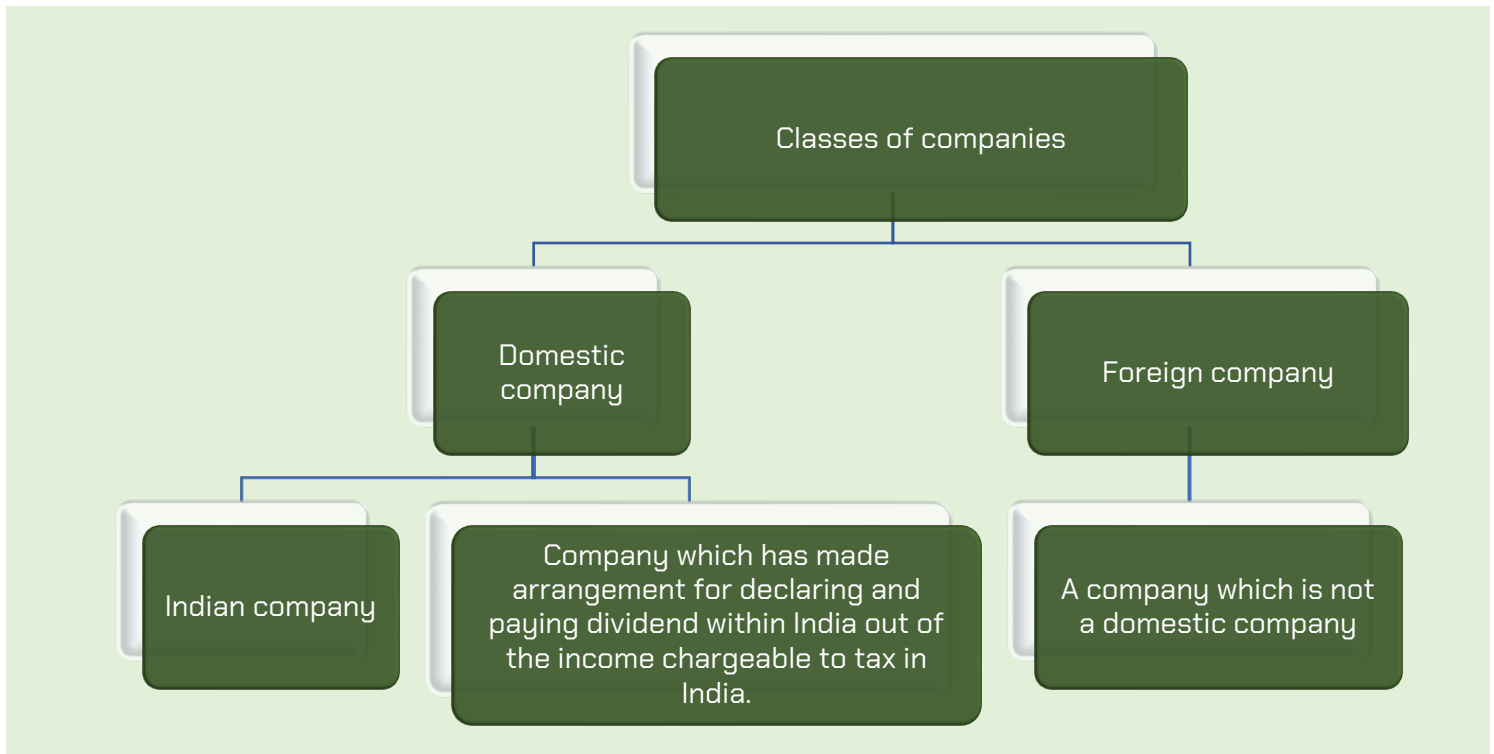 Classes of companies
Domestic
company
Foreign company
Indian company
Company which has made
arrangement for declaring and
paying dividend within India out of
the income chargeable to tax in
India.
A company which is not
a domestic company